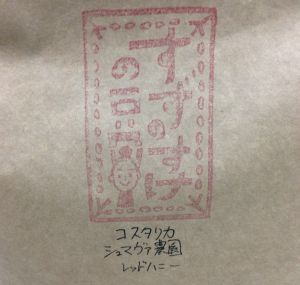 すずのすけ
の豆
コスタリカ
シュマヴァ農園
レッドハニー